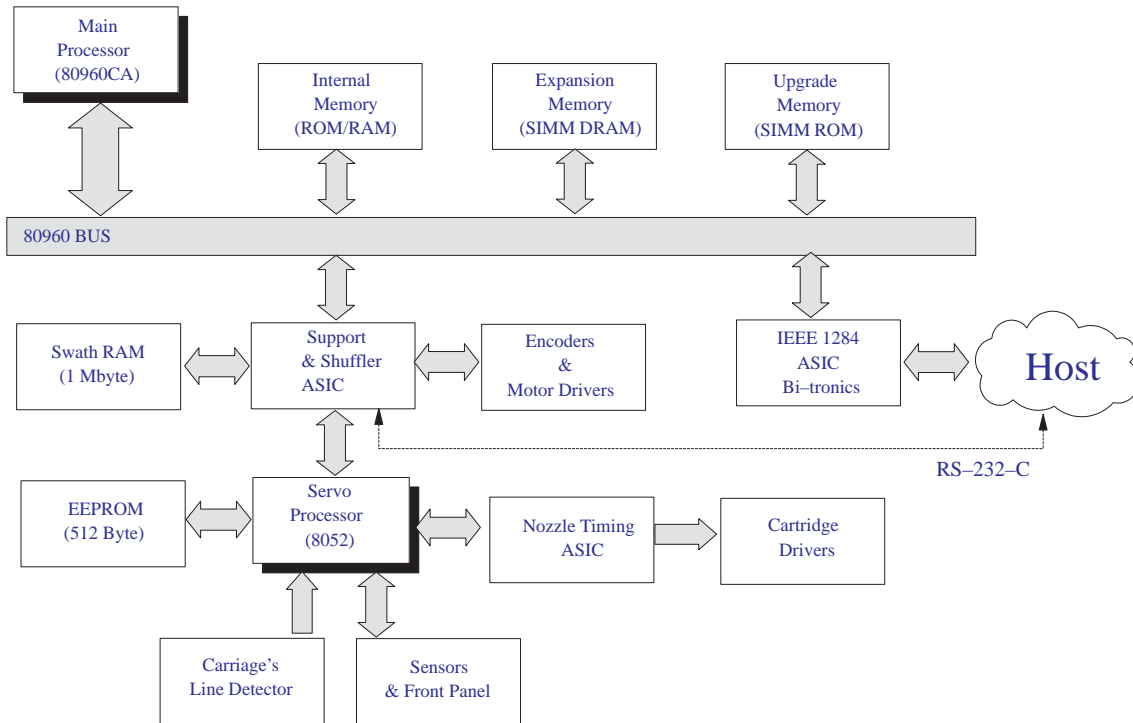 Main
Processor
(80960CA)
Internal
Memory
(ROM/RAM)
Expansion
Memory
(SIMM DRAM)
Upgrade
Memory
(SIMM ROM)
80960 BUS
Swath RAM
(1 Mbyte)
Support
& Shuffler
ASIC
Encoders
&
Motor Drivers
IEEE 1284
ASIC
Bi–tronics
Host
RS–232–C
EEPROM
(512 Byte)
Servo
Processor
(8052)
Nozzle Timing
ASIC
Cartridge
Drivers
Carriage’s
Line Detector
Sensors
& Front Panel